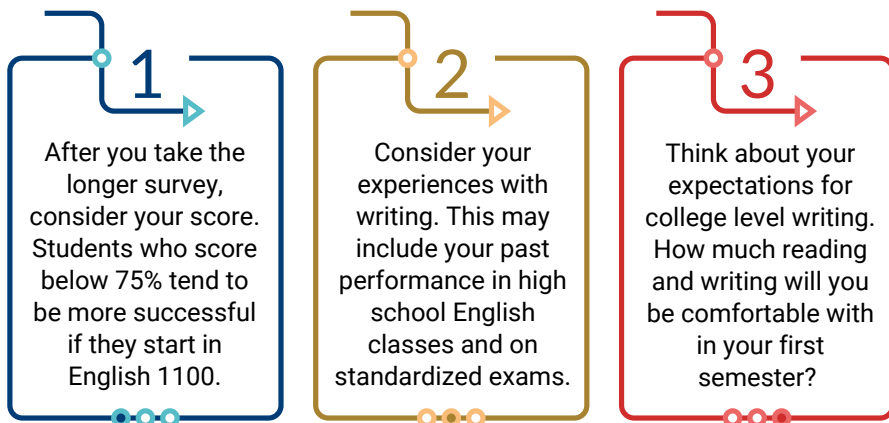 1
After you take the
longer survey,
consider your score.
Students who score
below 75% tend to
be more successful
if they start in
English 1100.
2
Consider your
experiences with
writing. This may
include your past
performance in high
school English
classes and on
standardized exams.
3
Think about your
expectations for
college level writing.
How much reading
and writing will you
be comfortable with
in your first
semester?